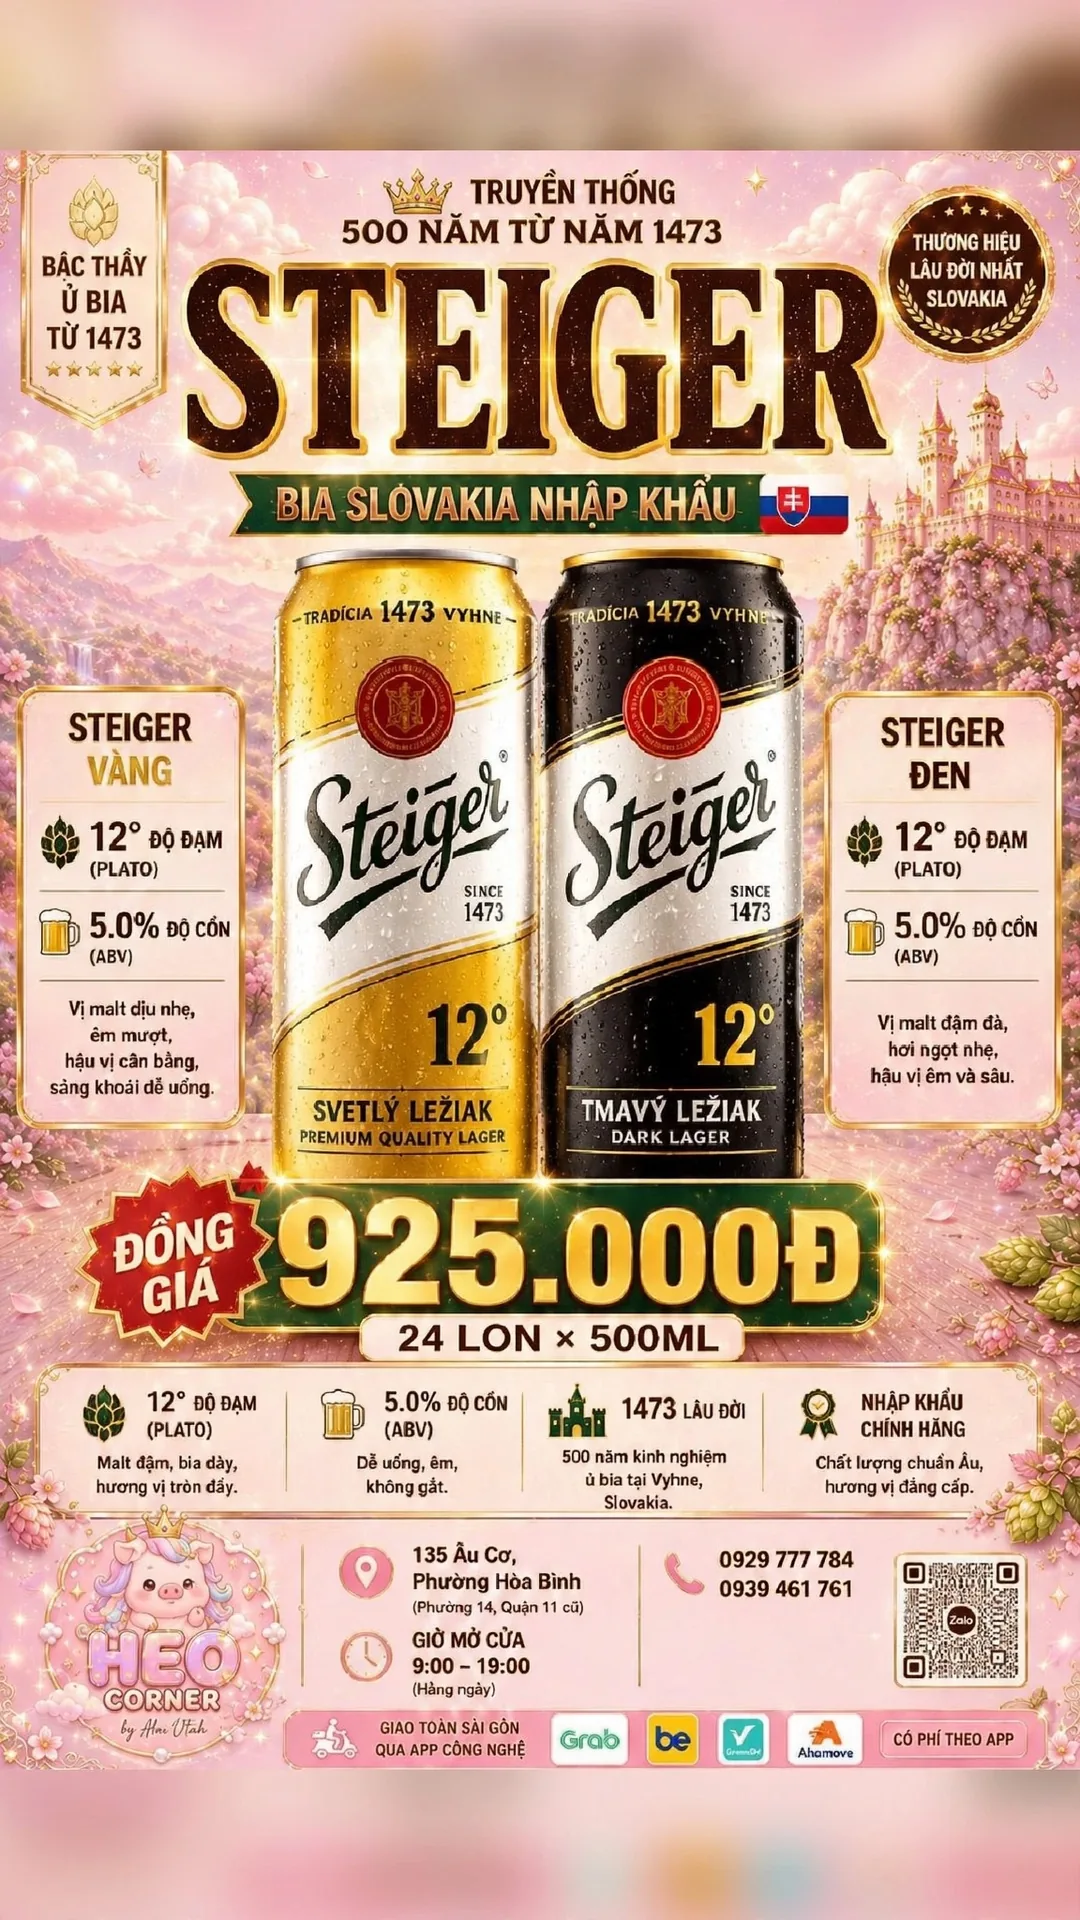 TRUYỀN THỐNG
500 NĂM TỪ NĂM 1473
BẬC THẦY
Ủ BIA
TỪ 1473
THƯƠNG HIỆU
LÂU ĐỜI NHẤT
SLOVAKIA
STEIGER
BIA SLOVAKIA NHẬP KHẨU
TRADÍCIA 1473 VYHNE
Steiger®
SINCE
1473
12°
SVETLÝ LEŽIAK
PREMIUM QUALITY LAGER
TRADÍCIA 1473 VYHNE
Steiger®
SINCE
1473
12°
TMAVÝ LEŽIAK
DARK LAGER
STEIGER
VÀNG
12° ĐỘ ĐẠM
(PLATO)
5.0% ĐỘ CỒN
(ABV)
Vị malt dịu nhẹ,
êm mượt,
hậu vị cân bằng,
sảng khoái dễ uống.
STEIGER
ĐEN
12° ĐỘ ĐẠM
(PLATO)
5.0% ĐỘ CỒN
(ABV)
Vị malt đậm đà,
hơi ngọt nhẹ,
hậu vị êm và sâu.
ĐỒNG
GIÁ
925.000Đ
24 LON × 500ML
12° ĐỘ ĐẠM
(PLATO)
Malt đậm, bia dày,
hương vị tròn đầy.
5.0% ĐỘ CỒN
(ABV)
Dễ uống, êm,
không gắt.
1473 LÂU ĐỜI
500 năm kinh nghiệm
ủ bia tại Vyhne,
Slovakia.
NHẬP KHẨU
CHÍNH HÃNG
Chất lượng chuẩn Âu,
hương vị đẳng cấp.
HEO
CORNER
by Alai Utah
135 Âu Cơ,
Phường Hòa Bình
(Phường 14, Quận 11 cũ)
GIỜ MỞ CỬA
9:00 – 19:00
(Hàng ngày)
0929 777 784
0939 461 761
Zalo
GIAO TOÀN SÀI GÒN
QUA APP CÔNG NGHỆ
Grab
be
GreenSM
Ahamove
CÓ PHÍ THEO APP